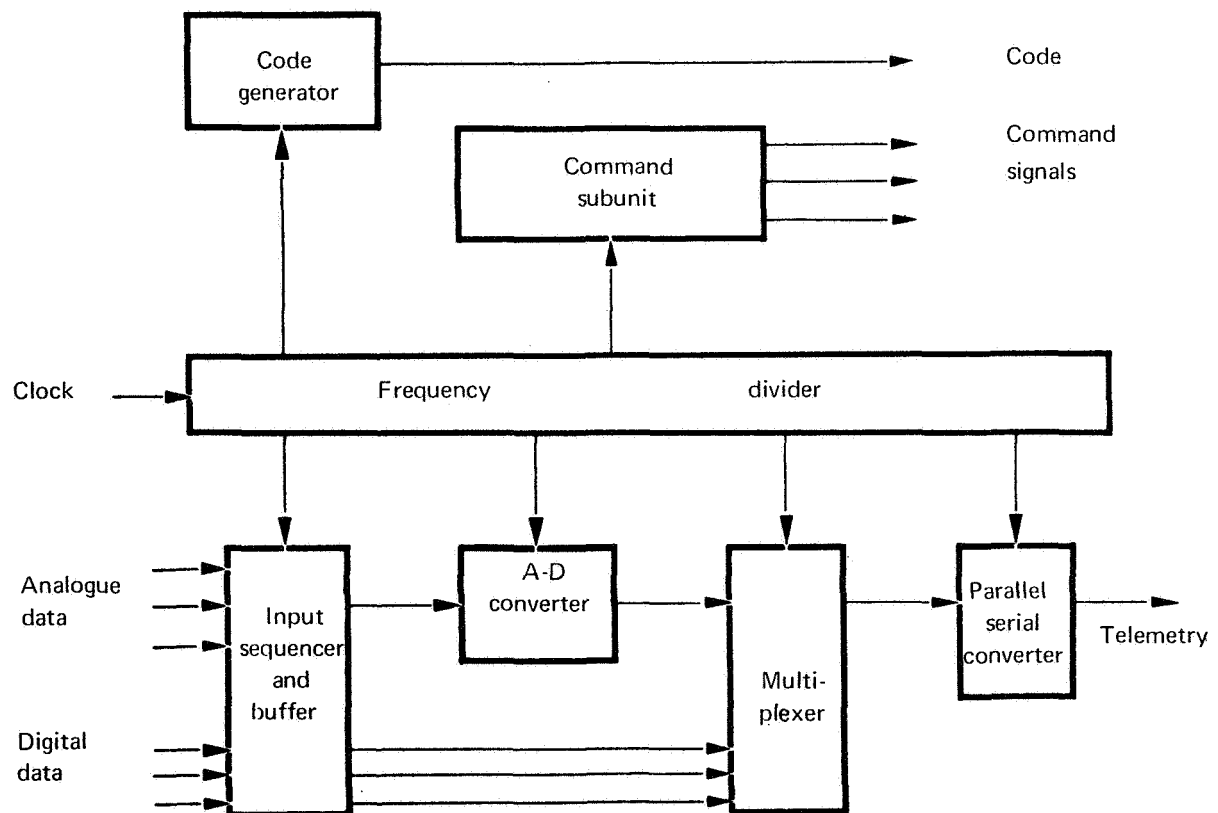 Code
generator
Code
Command
subunit
Command
signals
Clock
Frequency divider
Analogue
data
Digital
data
Input
sequencer
and
buffer
A-D
converter
Multi-
plexer
Parallel
serial
converter
Telemetry